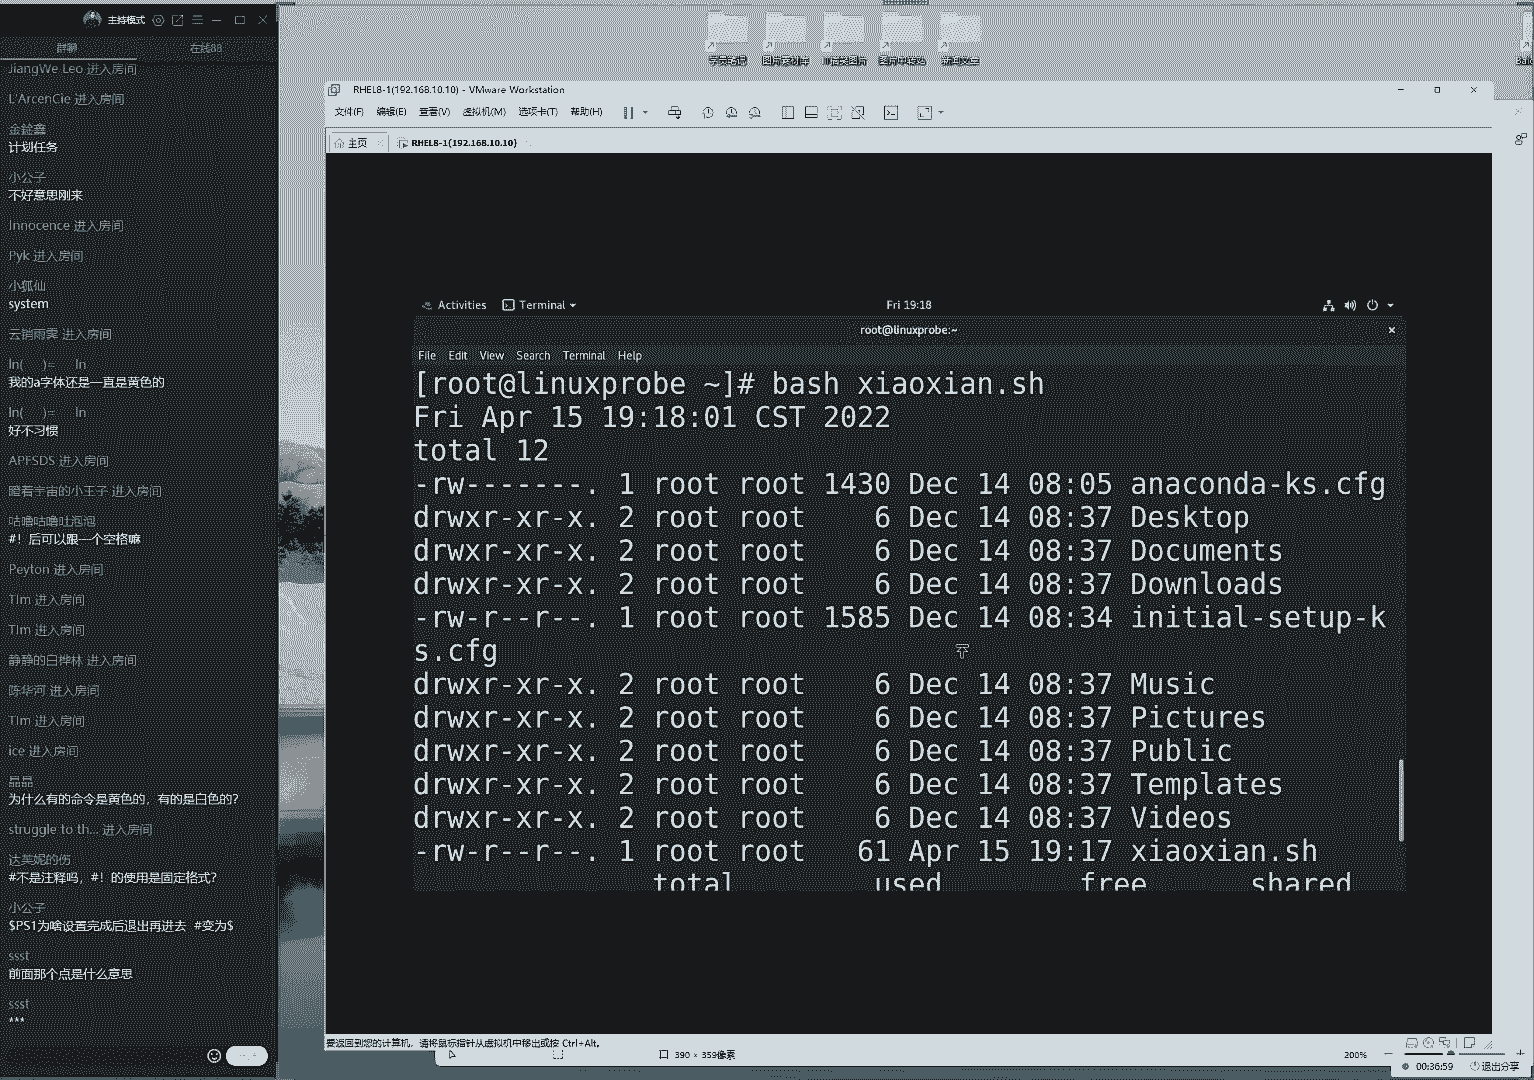 主持模式
群聊
在线88
JiangWe Leo 进入房间
L'ArcenCie 进入房间
金銓鑫
计划任务
小公子
不好意思刚来
Innocence 进入房间
Pyk 进入房间
小狐仙
system
云销雨霁 进入房间
ln( )= ln
我的a字体还是一直是黄色的
ln( )= ln
好不习惯
APFSDS 进入房间
瞪着宇宙的小王子 进入房间
咕噜咕噜吐泡泡
#！后可以跟一个空格嘛
Peyton 进入房间
TIm 进入房间
TIm 进入房间
静静的白桦林 进入房间
陈华河 进入房间
TIm 进入房间
ice 进入房间
晶晶
为什么有的命令是黄色的，有的是白色的?
struggle to th... 进入房间
达芙妮的伤
#不是注释吗，#！的使用是固定格式?
小公子
$PS1为啥设置完成后退出再进去 #变为$
ssst
前面那个点是什么意思
ssst
***
学员笔记
图片素材库
图片中转站
新闻文章
RHEL8-1(192.168.10.10) - VMware Workstation
文件(F) 编辑(E) 查看(V) 虚拟机(M) 选项卡(T) 帮助(H)
主页
RHEL8-1(192.168.10.10)
Activities Terminal Fri 19:18
root@linuxprobe:~
File Edit View Search Terminal Help
[root@linuxprobe ~]# bash xiaoxian.sh
Fri Apr 15 19:18:01 CST 2022
total 12
-rw-------. 1 root root 1430 Dec 14 08:05 anaconda-ks.cfg
drwxr-xr-x. 2 root root 6 Dec 14 08:37 Desktop
drwxr-xr-x. 2 root root 6 Dec 14 08:37 Documents
drwxr-xr-x. 2 root root 6 Dec 14 08:37 Downloads
-rw-r--r--. 1 root root 1585 Dec 14 08:34 initial-setup-k
s.cfg
drwxr-xr-x. 2 root root 6 Dec 14 08:37 Music
drwxr-xr-x. 2 root root 6 Dec 14 08:37 Pictures
drwxr-xr-x. 2 root root 6 Dec 14 08:37 Public
drwxr-xr-x. 2 root root 6 Dec 14 08:37 Templates
drwxr-xr-x. 2 root root 6 Dec 14 08:37 Videos
-rw-r--r--. 1 root root 61 Apr 15 19:17 xiaoxian.sh
total used free shared
要返回到您的计算机，请将鼠标指针从虚拟机中移出或按 Ctrl+Alt。
390 × 359像素
200%
00:36:59
退出分享